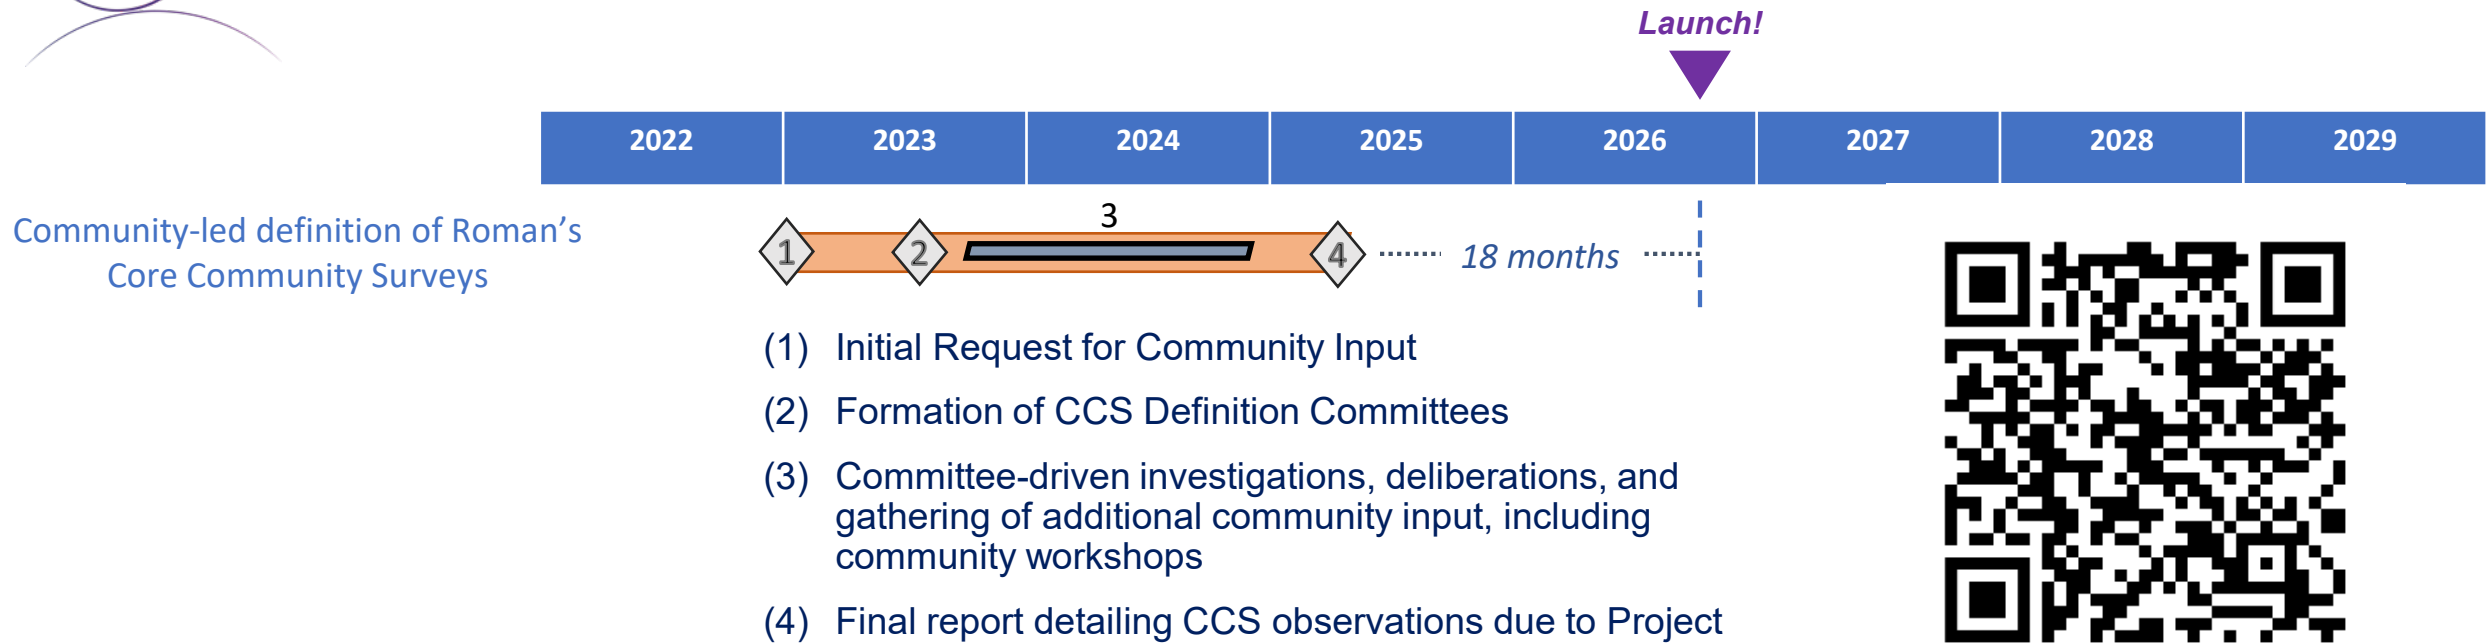 Launch!
2022 2023 2024 2025 2026 2027 2028 2029
3
Community-led definition of Roman’s
Core Community Surveys
1 2 4 18 months
(1) Initial Request for Community Input
(2) Formation of CCS Definition Committees
(3) Committee-driven investigations, deliberations, and
gathering of additional community input, including
community workshops
(4) Final report detailing CCS observations due to Project